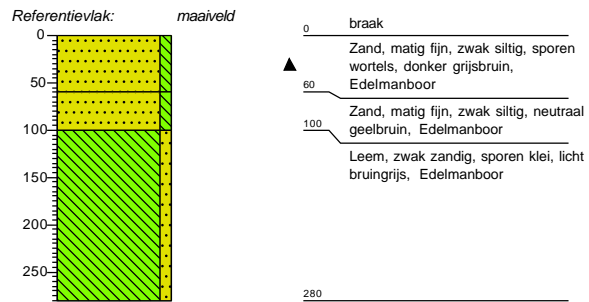 Referentievlak: maaiveld
0
50
100
150
200
250
0 braak
Zand, matig fijn, zwak siltig, sporen
wortels, donker grijsbruin,
Edelmanboor
60
Zand, matig fijn, zwak siltig, neutraal
geelbruin, Edelmanboor
100
Leem, zwak zandig, sporen klei, licht
bruingrijs, Edelmanboor
280